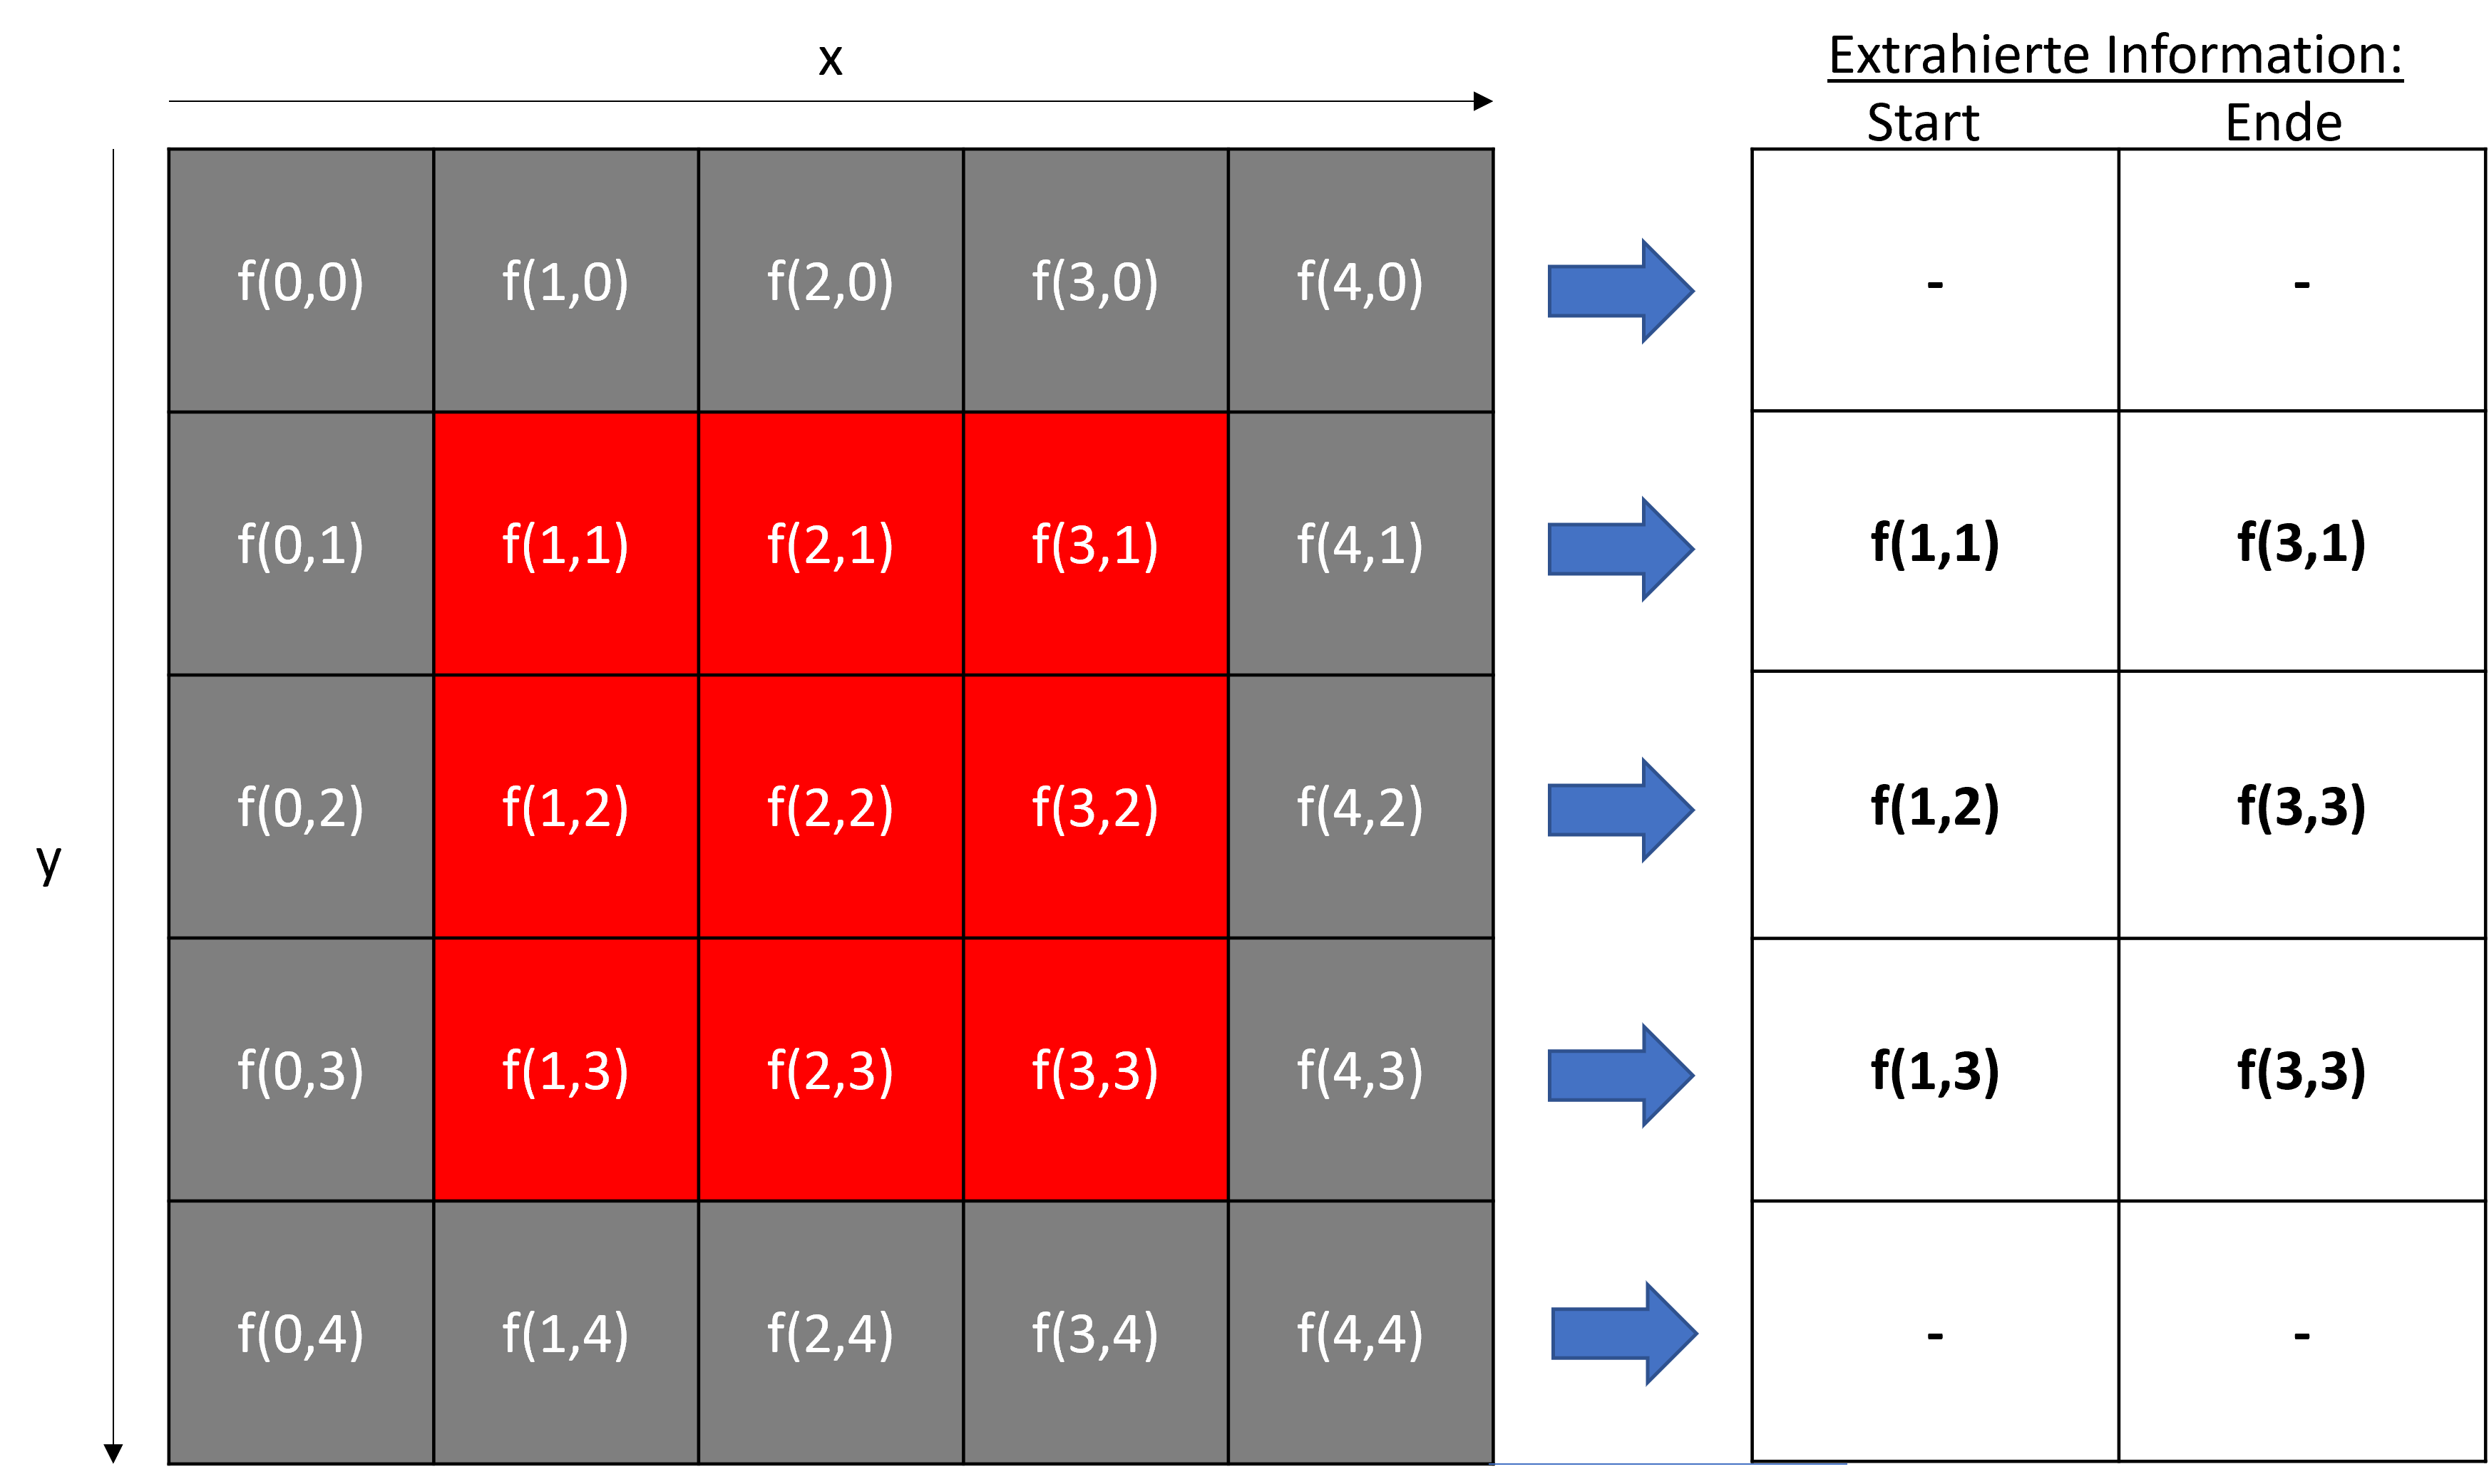 x
Extrahierte Information:
Start Ende
f(0,0) f(1,0) f(2,0) f(3,0) f(4,0) - -
f(0,1) f(1,1) f(2,1) f(3,1) f(4,1) f(1,1) f(3,1)
f(0,2) f(1,2) f(2,2) f(3,2) f(4,2) f(1,2) f(3,3)
y
f(0,3) f(1,3) f(2,3) f(3,3) f(4,3) f(1,3) f(3,3)
f(0,4) f(1,4) f(2,4) f(3,4) f(4,4) - -